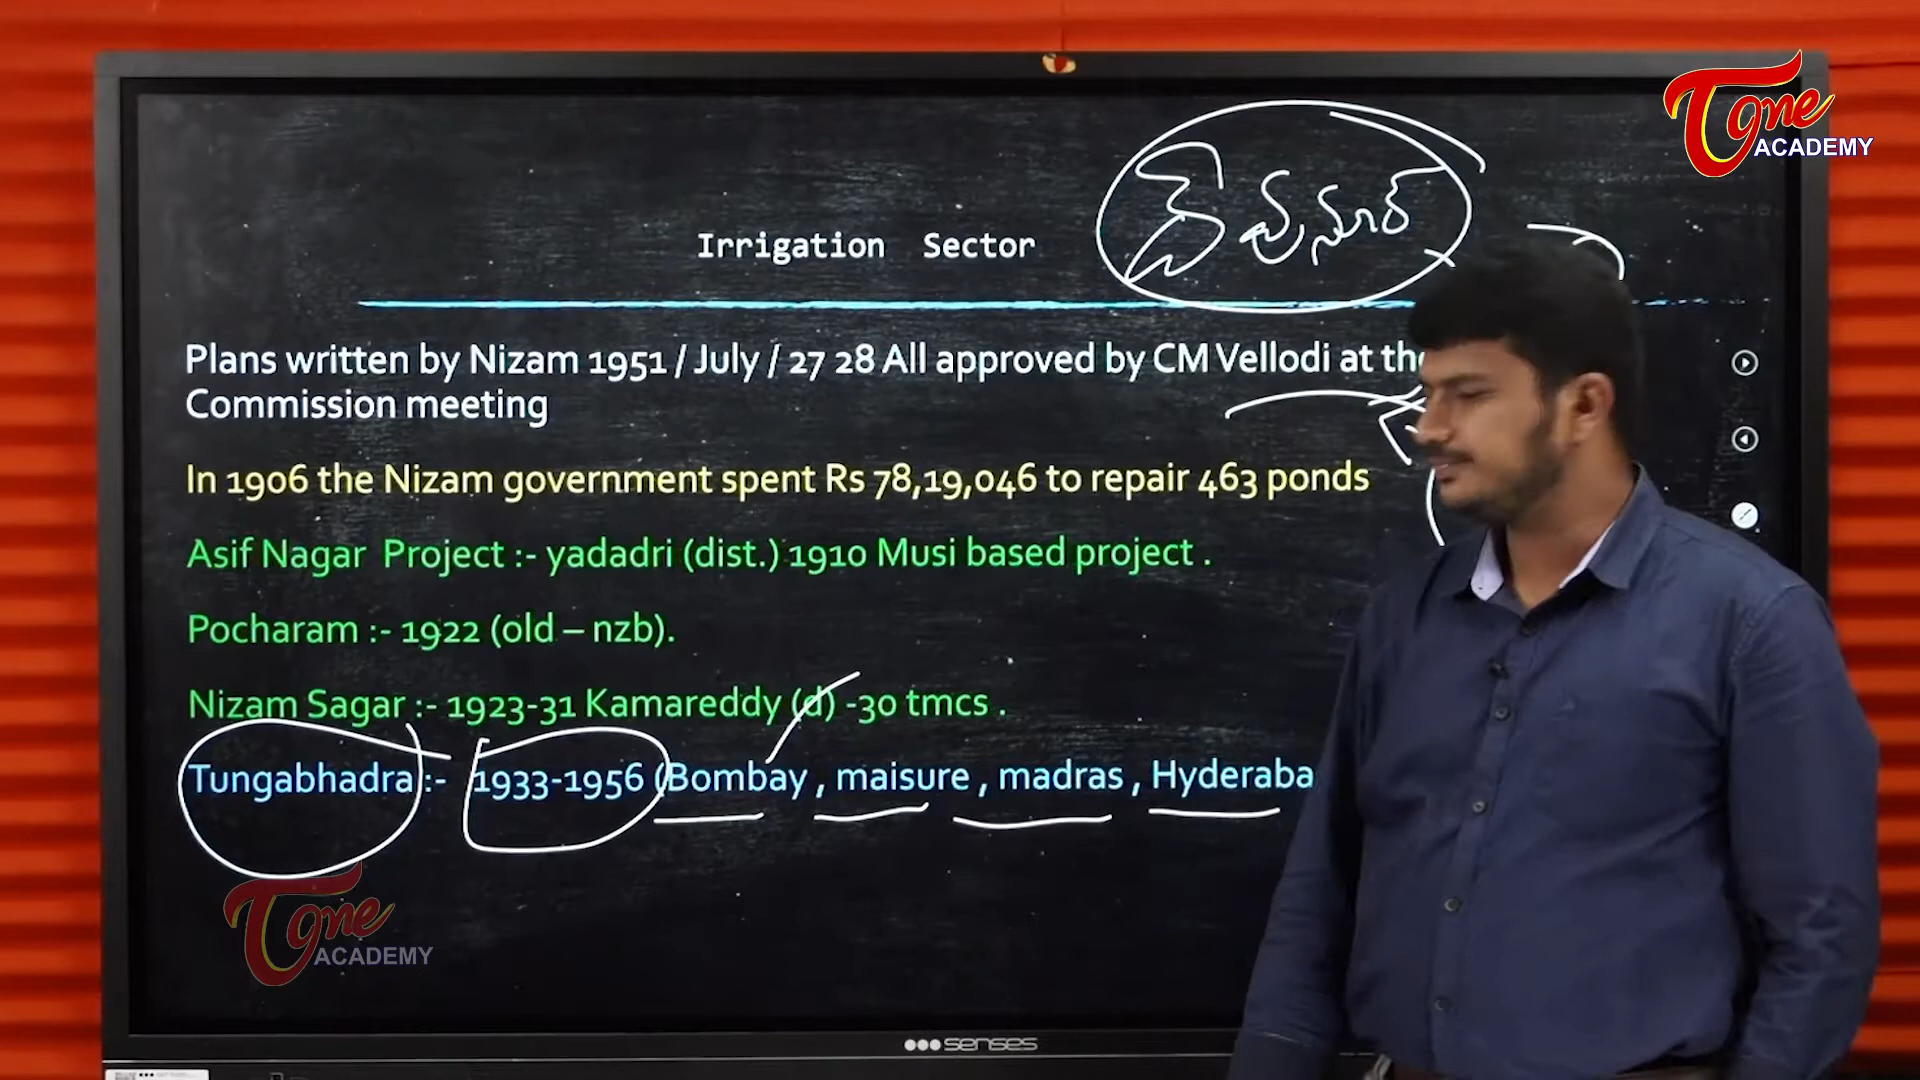 Tone
ACADEMY
Irrigation Sector
Plans written by Nizam 1951 / July / 27 28 All approved by CM Vellodi at the
Commission meeting
In 1906 the Nizam government spent Rs 78,19,046 to repair 463 ponds
Asif Nagar Project :- yadadri (dist.) 1910 Musi based project .
Pocharam :- 1922 (old – nzb).
Nizam Sagar :- 1923-31 Kamareddy (d) -30 tmcs .
Tungabhadra :- 1933-1956 (Bombay , maisure , madras , Hyderaba
Tone
ACADEMY
senses